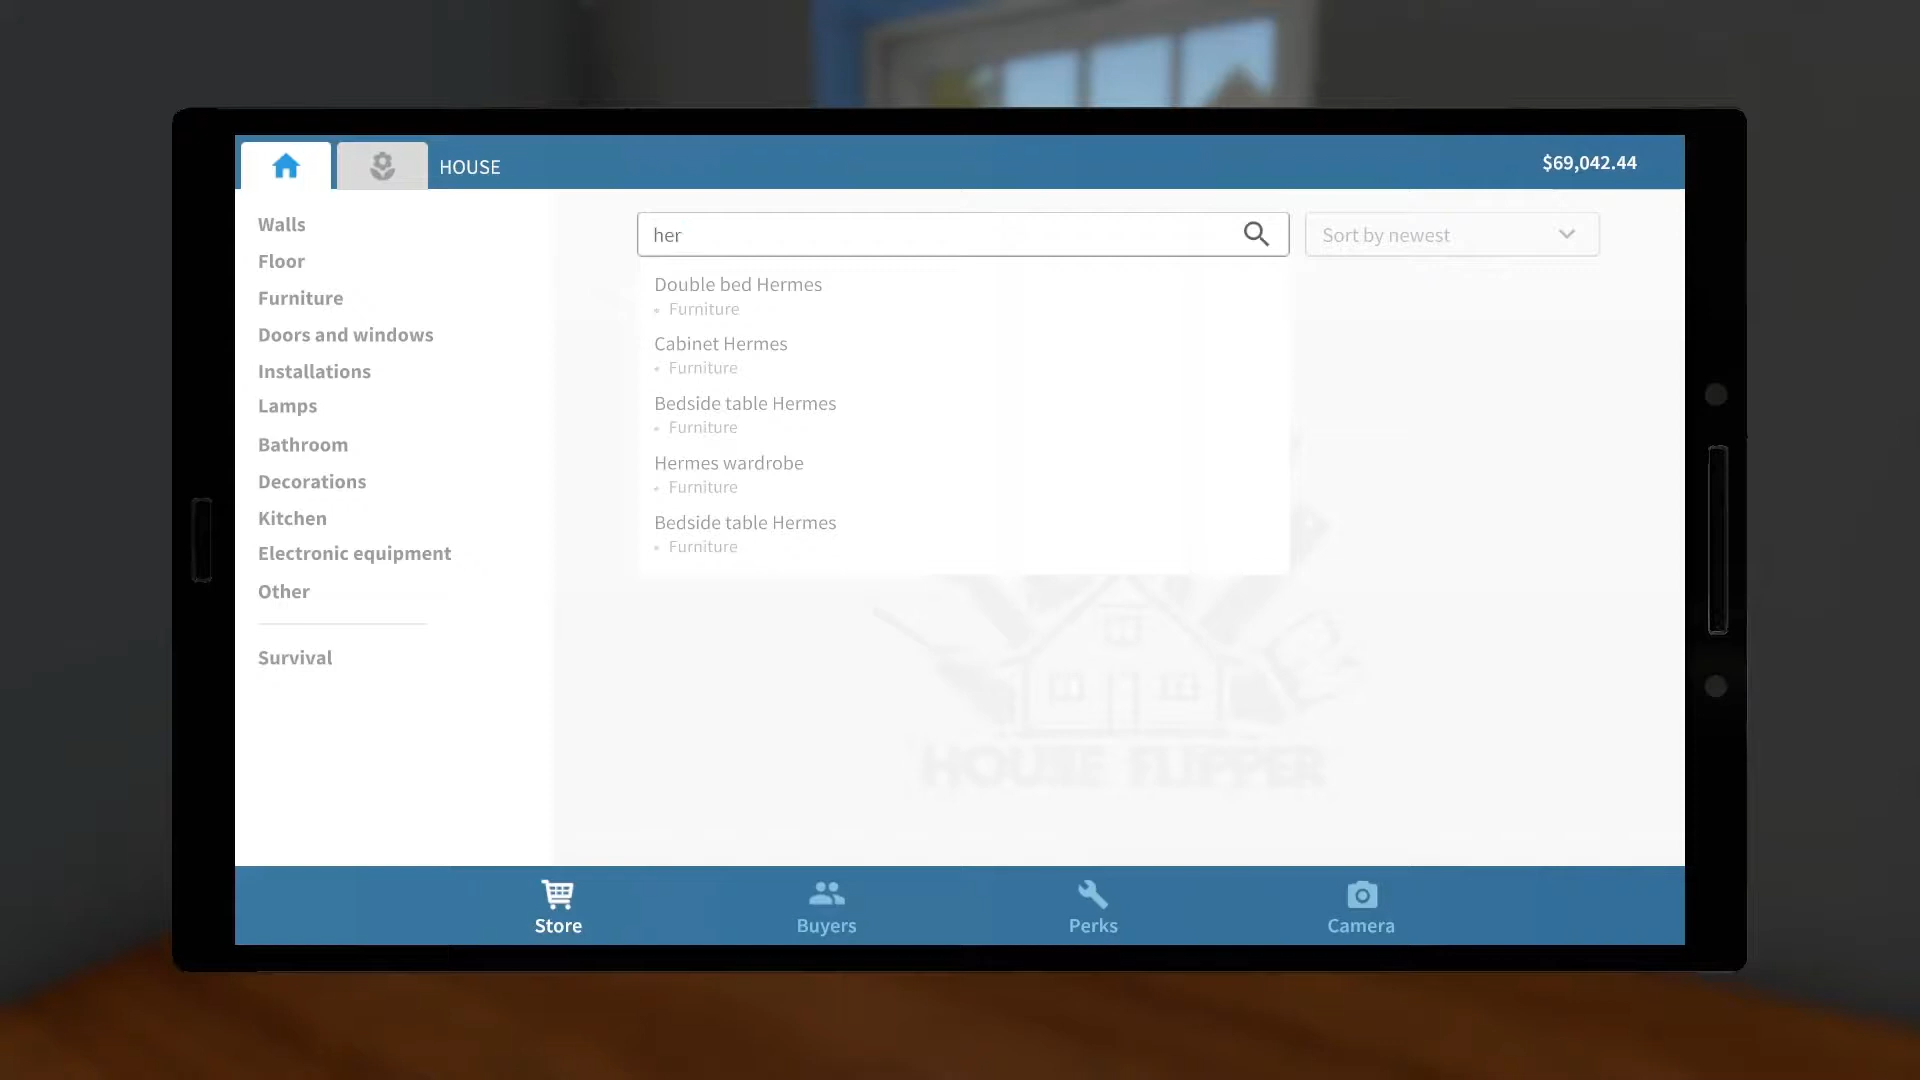 HOUSE
$69,042.44
Walls
Floor
Furniture
Doors and windows
Installations
Lamps
Bathroom
Decorations
Kitchen
Electronic equipment
Other
Survival
her
Sort by newest
Double bed Hermes
• Furniture
Cabinet Hermes
• Furniture
Bedside table Hermes
• Furniture
Hermes wardrobe
• Furniture
Bedside table Hermes
• Furniture
HOUSE FLIPPER
Store
Buyers
Perks
Camera